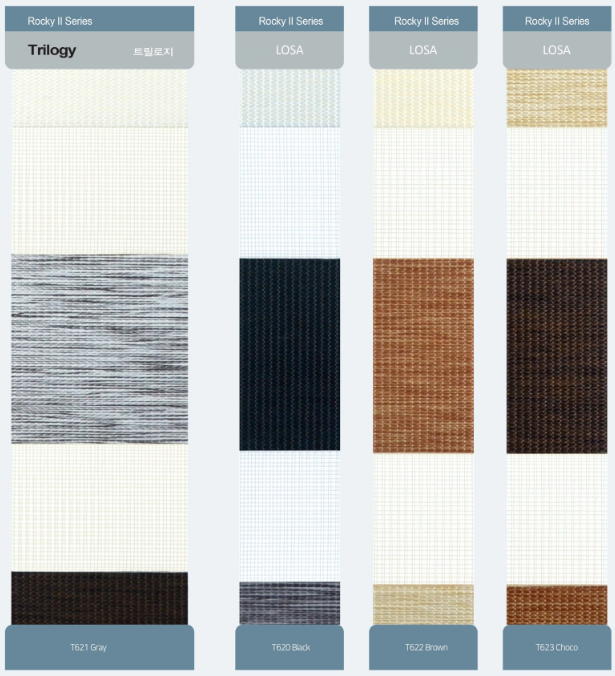 Rocky II Series
Trilogy 트릴로지
T621 Gray
Rocky II Series
LOSA
T620 Black
Rocky II Series
LOSA
T622 Brown
Rocky II Series
LOSA
T623 Choco